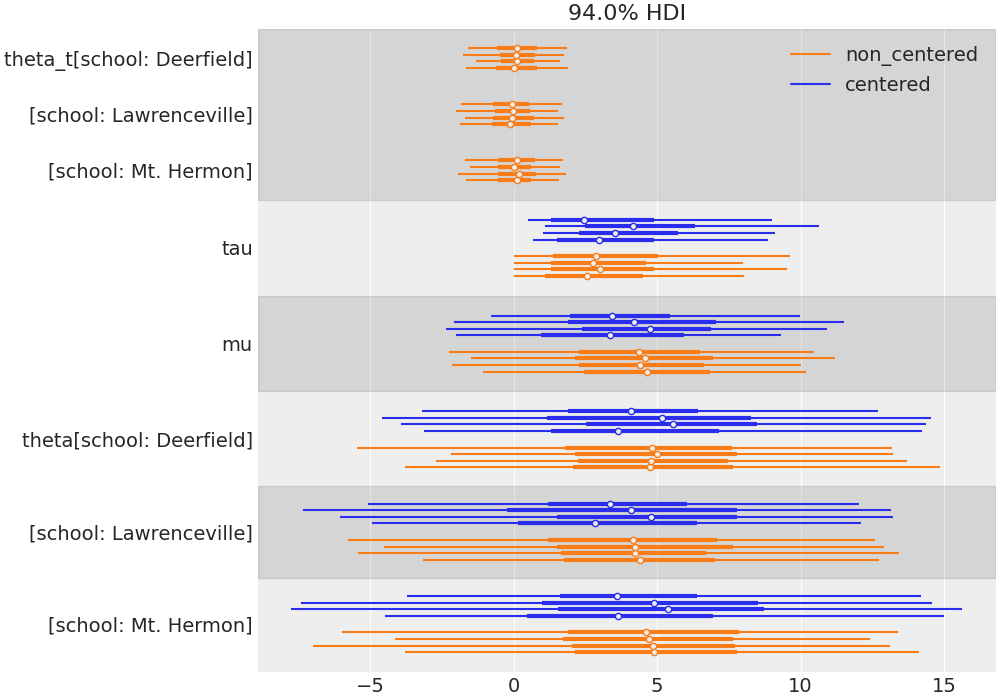 94.0% HDI
theta_t[school: Deerfield]
[school: Lawrenceville]
[school: Mt. Hermon]
tau
mu
theta[school: Deerfield]
[school: Lawrenceville]
[school: Mt. Hermon]
non_centered
centered
−5 0 5 10 15